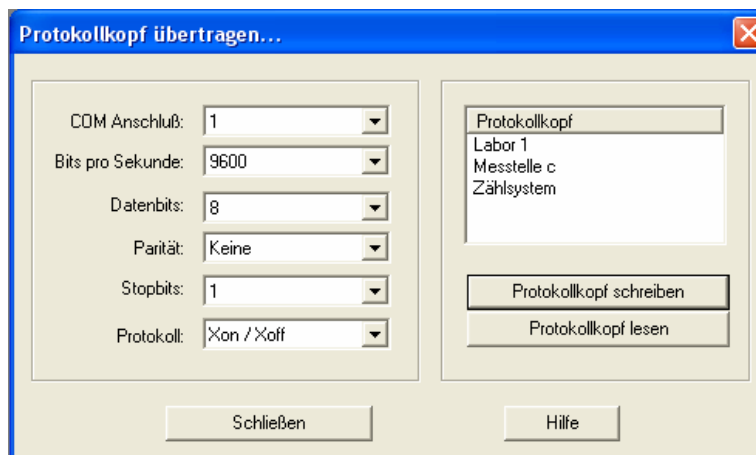 Protokollkopf übertragen...
COM Anschluß: 1
Bits pro Sekunde: 9600
Datenbits: 8
Parität: Keine
Stopbits: 1
Protokoll: Xon / Xoff
Protokollkopf
Labor 1
Messtelle c
Zählsystem
Protokollkopf schreiben
Protokollkopf lesen
Schließen
Hilfe